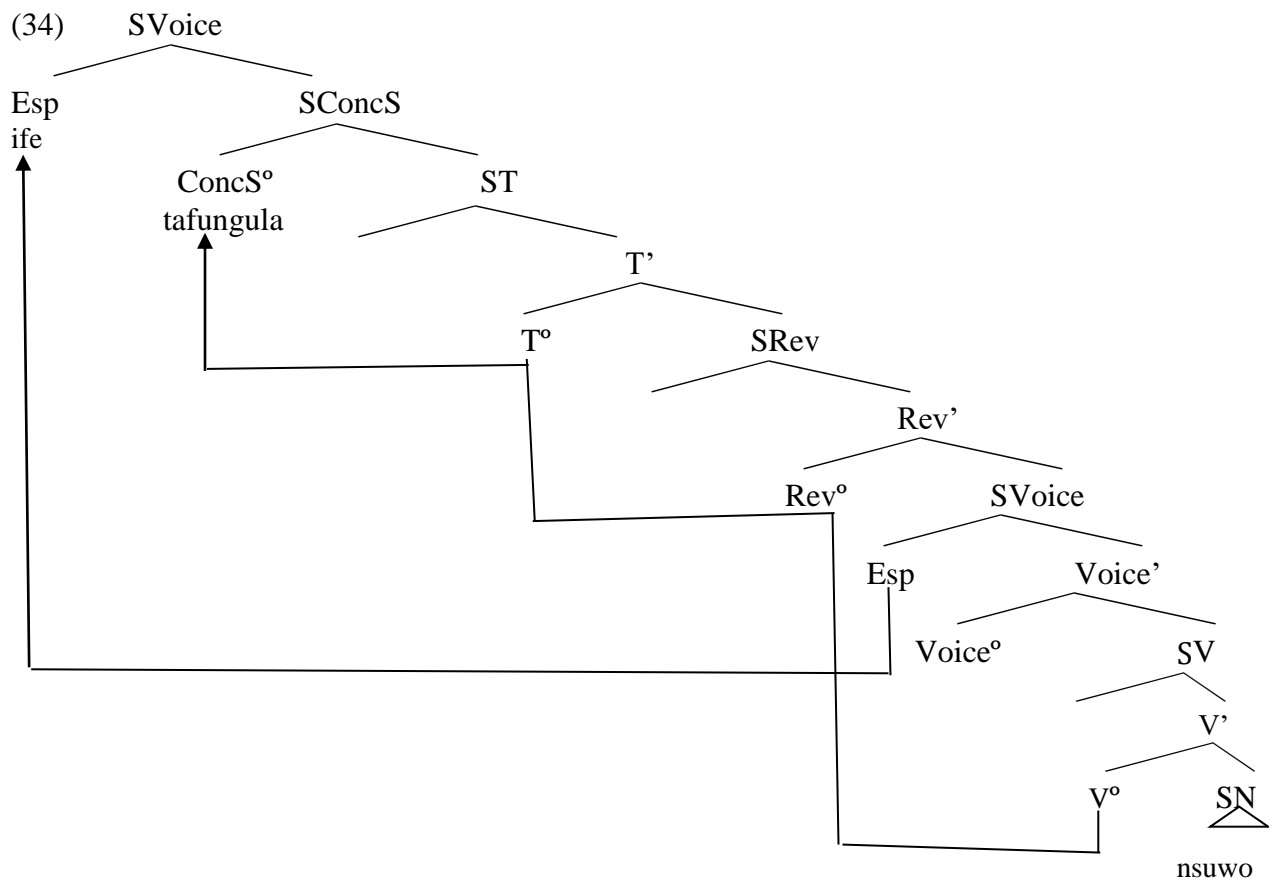 (34) SVoice
Esp SConcS
ife
ConcSº ST
tafungula
T’
Tº SRev
Rev’
Revº SVoice
Esp Voice’
Voiceº SV
V’
Vº SN
nsuwo